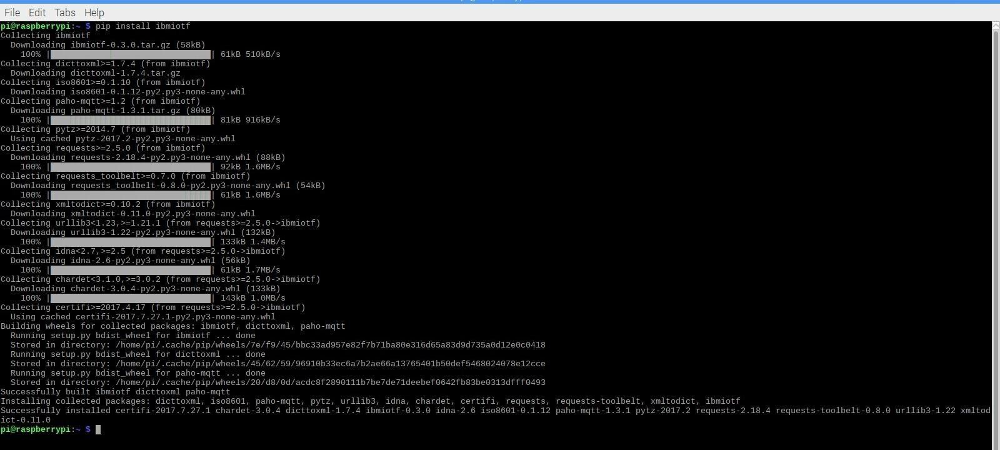 File Edit Tabs Help
pi@raspberrypi:~ $ pip install ibmiotf
Collecting ibmiotf
  Downloading ibmiotf-0.3.0.tar.gz (58kB)
    100% |████████████████████████████████| 61kB 510kB/s
Collecting dicttoxml>=1.7.4 (from ibmiotf)
  Downloading dicttoxml-1.7.4.tar.gz
Collecting iso8601>=0.1.10 (from ibmiotf)
  Downloading iso8601-0.1.12-py2.py3-none-any.whl
Collecting paho-mqtt>=1.2 (from ibmiotf)
  Downloading paho-mqtt-1.3.1.tar.gz (80kB)
    100% |████████████████████████████████| 81kB 916kB/s
Collecting pytz>=2014.7 (from ibmiotf)
  Using cached pytz-2017.2-py2.py3-none-any.whl
Collecting requests>=2.5.0 (from ibmiotf)
  Downloading requests-2.18.4-py2.py3-none-any.whl (88kB)
    100% |████████████████████████████████| 92kB 1.6MB/s
Collecting requests_toolbelt>=0.7.0 (from ibmiotf)
  Downloading requests_toolbelt-0.8.0-py2.py3-none-any.whl (54kB)
    100% |████████████████████████████████| 61kB 1.6MB/s
Collecting xmltodict>=0.10.2 (from ibmiotf)
  Downloading xmltodict-0.11.0-py2.py3-none-any.whl
Collecting urllib3<1.23,>=1.21.1 (from requests>=2.5.0->ibmiotf)
  Downloading urllib3-1.22-py2.py3-none-any.whl (132kB)
    100% |████████████████████████████████| 133kB 1.4MB/s
Collecting idna<2.7,>=2.5 (from requests>=2.5.0->ibmiotf)
  Downloading idna-2.6-py2.py3-none-any.whl (56kB)
    100% |████████████████████████████████| 61kB 1.7MB/s
Collecting chardet<3.1.0,>=3.0.2 (from requests>=2.5.0->ibmiotf)
  Downloading chardet-3.0.4-py2.py3-none-any.whl (133kB)
    100% |████████████████████████████████| 143kB 1.0MB/s
Collecting certifi>=2017.4.17 (from requests>=2.5.0->ibmiotf)
  Using cached certifi-2017.7.27.1-py2.py3-none-any.whl
Building wheels for collected packages: ibmiotf, dicttoxml, paho-mqtt
  Running setup.py bdist_wheel for ibmiotf ... done
  Stored in directory: /home/pi/.cache/pip/wheels/7e/f9/45/bbc33ad957e82f7b71ba80e316d65a83d9d735a0d12e0c0418
  Running setup.py bdist_wheel for dicttoxml ... done
  Stored in directory: /home/pi/.cache/pip/wheels/45/62/59/96910b33ec6a7b2ae66a13765401b50def5468024078e12cce
  Running setup.py bdist_wheel for paho-mqtt ... done
  Stored in directory: /home/pi/.cache/pip/wheels/20/d8/0d/acdc8f2890111b7be7de71deebef0642fb83be0313dfff0493
Successfully built ibmiotf dicttoxml paho-mqtt
Installing collected packages: dicttoxml, iso8601, paho-mqtt, pytz, urllib3, idna, chardet, certifi, requests, requests-toolbelt, xmltodict, ibmiotf
Successfully installed certifi-2017.7.27.1 chardet-3.0.4 dicttoxml-1.7.4 ibmiotf-0.3.0 idna-2.6 iso8601-0.1.12 paho-mqtt-1.3.1 pytz-2017.2 requests-2.18.4 requests-toolbelt-0.8.0 urllib3-1.22 xmltod
ict-0.11.0
pi@raspberrypi:~ $